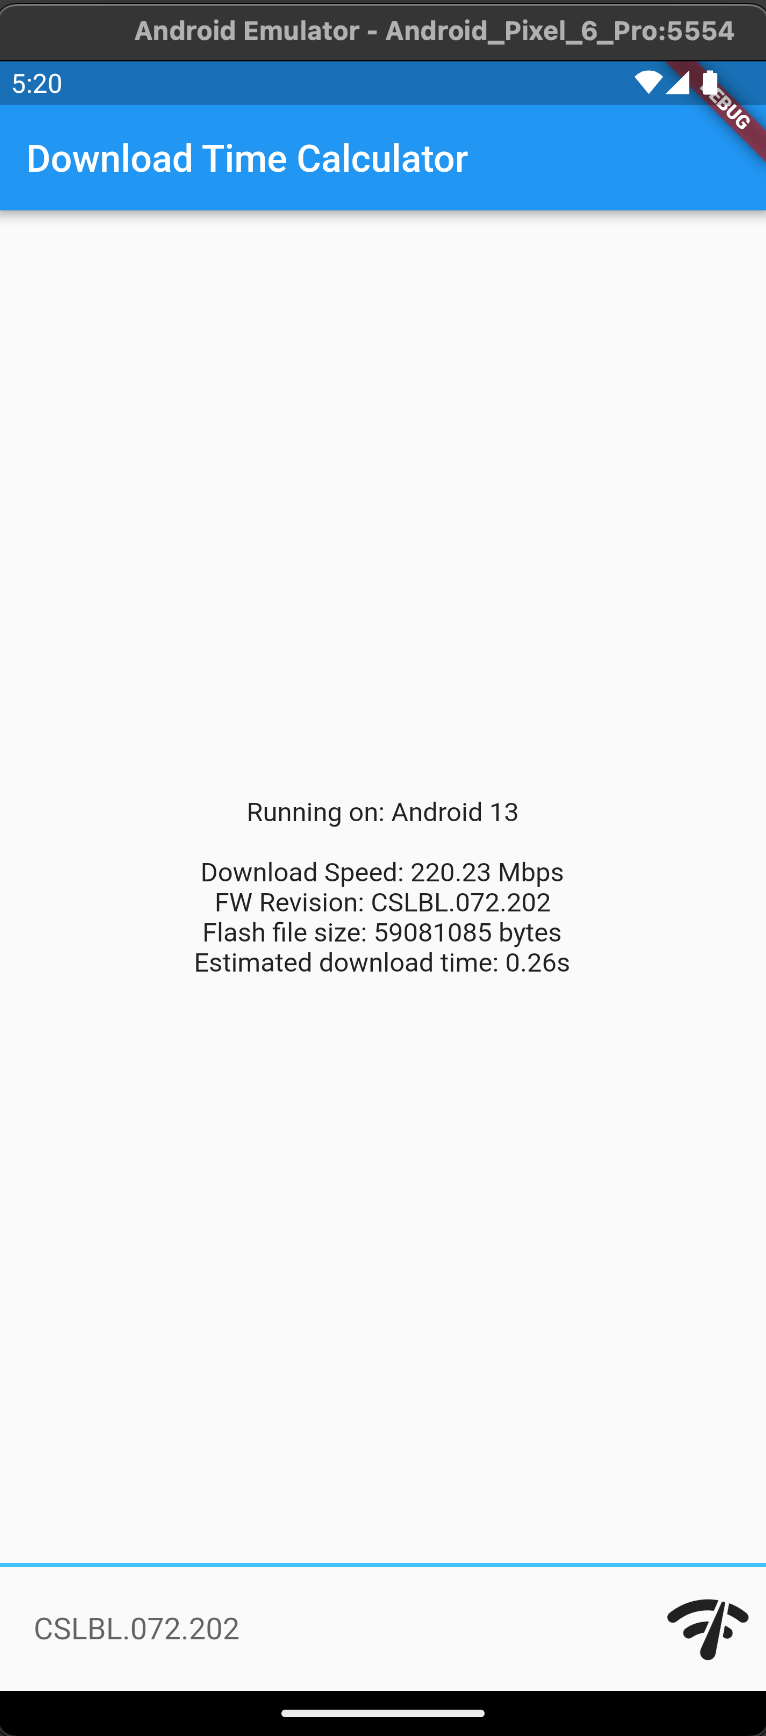 Android Emulator - Android_Pixel_6_Pro:5554
5:20
DEBUG
Download Time Calculator
Running on: Android 13
Download Speed: 220.23 Mbps
FW Revision: CSLBL.072.202
Flash file size: 59081085 bytes
Estimated download time: 0.26s
CSLBL.072.202